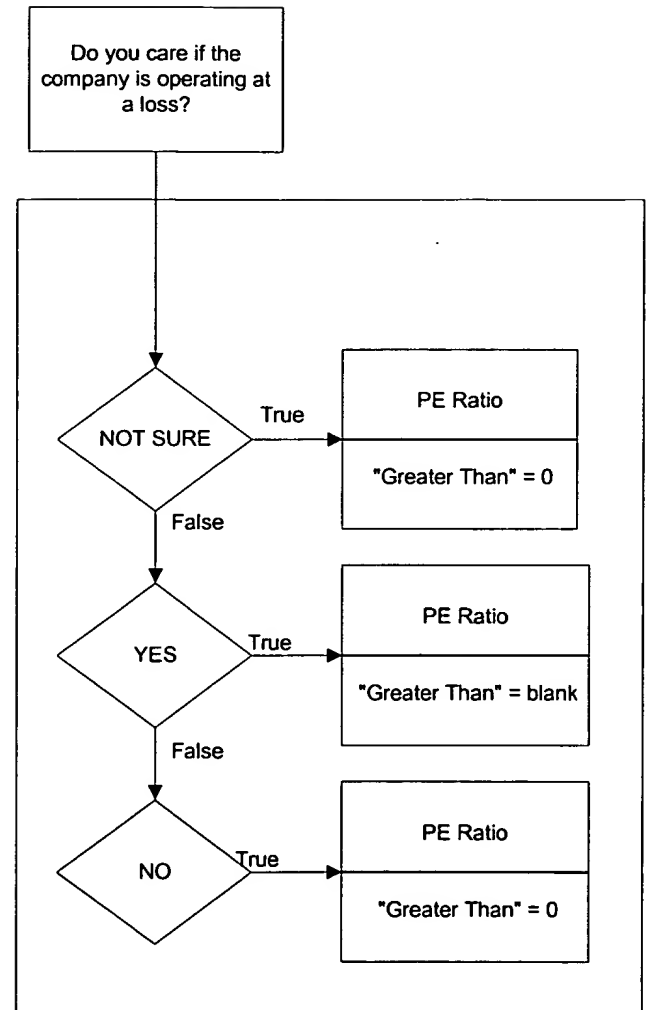 Do you care if the
company is operating at
a loss?
NOT SURE
True
PE Ratio
"Greater Than" = 0
False
YES
True
PE Ratio
"Greater Than" = blank
False
NO
True
PE Ratio
"Greater Than" = 0